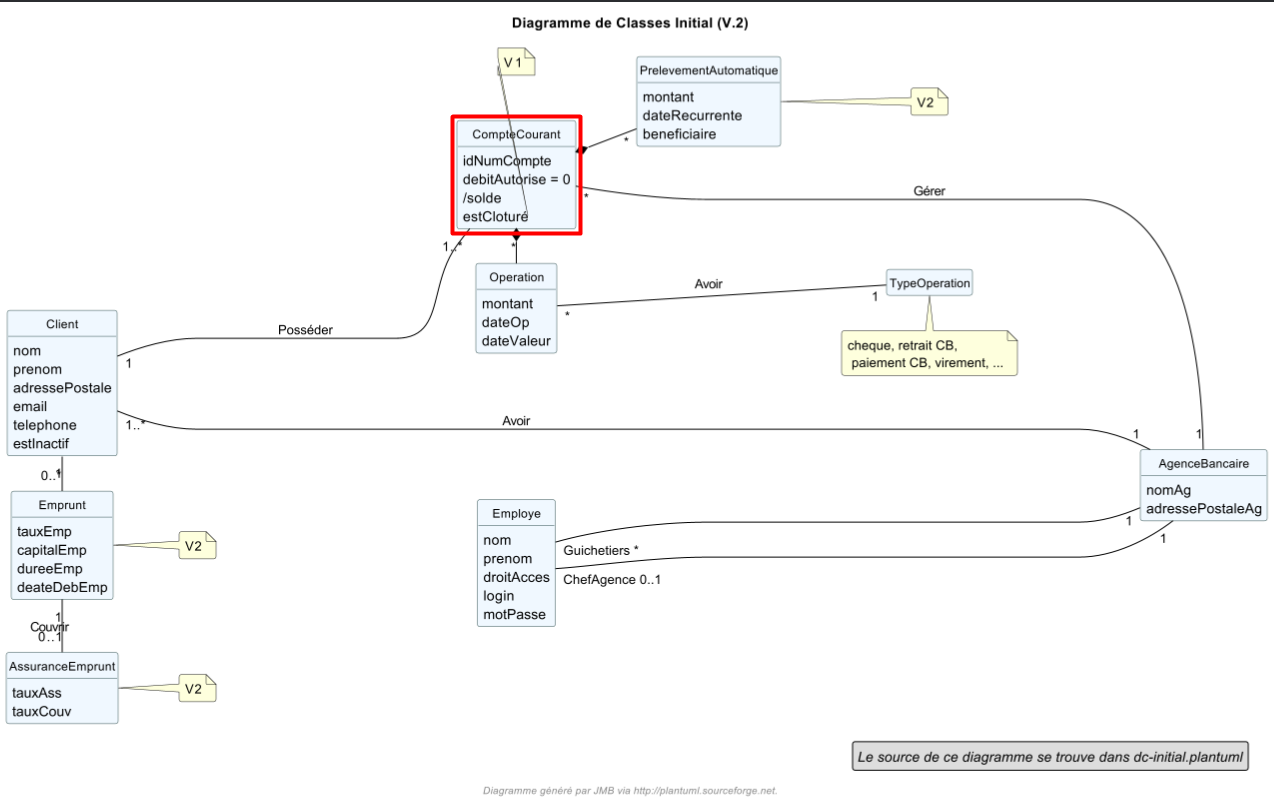 Diagramme de Classes Initial (V.2)
V 1
PrelevementAutomatique
montant
dateRecurrente
beneficiaire
V2
*
CompteCourant
idNumCompte
debitAutorise = 0
/solde
estCloturé
*
Gérer
1..*
*
Operation
montant
dateOp
dateValeur
*
Avoir
1
TypeOperation
cheque, retrait CB,
paiement CB, virement, ...
Client
nom
prenom
adressePostale
email
telephone
estInactif
1
Posséder
1..*
Avoir
1
1
AgenceBancaire
nomAg
adressePostaleAg
1
1
0..*
Emprunt
tauxEmp
capitalEmp
dureeEmp
deateDebEmp
V2
Employe
nom
prenom
droitAcces
login
motPasse
Guichetiers *
ChefAgence 0..1
1
Couvrir
0..1
AssuranceEmprunt
tauxAss
tauxCouv
V2
Le source de ce diagramme se trouve dans dc-initial.plantuml
Diagramme généré par JMB via http://plantuml.sourceforge.net.